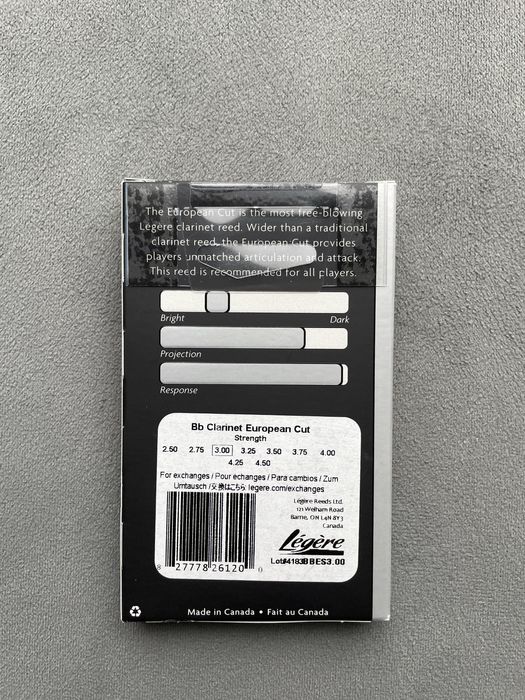 The European Cut is the most free-blowing
Légère clarinet reed. Wider than a traditional
clarinet reed, the European Cut provides
players unmatched articulation and attack.
This reed is recommended for all players.
Bright Dark
Projection
Response
Bb Clarinet European Cut
Strength
2.50 2.75 3.00 3.25 3.50 3.75 4.00
4.25 4.50
For exchanges / Pour echanges / Para cambios / Zum
Umtausch /交換はこちら: legere.com/exchanges
Légère Reeds Ltd.
121 Welham Road
Barrie, ON L4N 8Y3
Canada
Légère
Lot#4183BBES3.00
8 27778 26120 0
Made in Canada • Fait au Canada